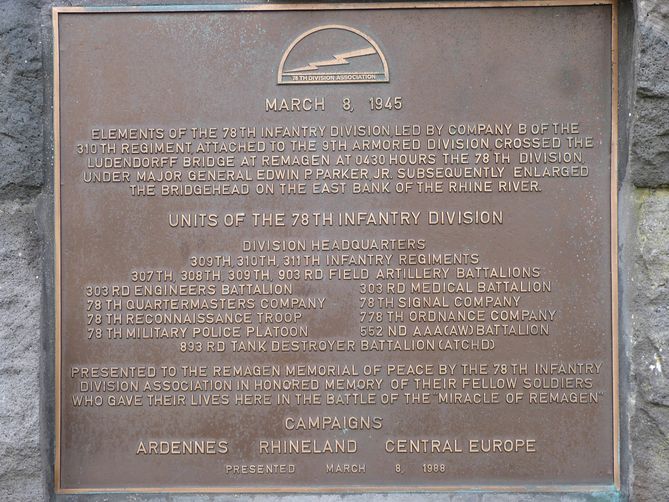 78TH DIVISION ASSOCIATION
MARCH 8, 1945
ELEMENTS OF THE 78TH INFANTRY DIVISION, LED BY COMPANY B OF THE
310TH REGIMENT, ATTACHED TO THE 9TH ARMORED DIVISION CROSSED THE
LUDENDORFF BRIDGE AT REMAGEN AT 0430 HOURS THE 78TH DIVISION,
UNDER MAJOR GENERAL EDWIN P. PARKER, JR. SUBSEQUENTLY ENLARGED
THE BRIDGEHEAD ON THE EAST BANK OF THE RHINE RIVER.
UNITS OF THE 78TH INFANTRY DIVISION
DIVISION HEADQUARTERS
309TH, 310TH, 311TH INFANTRY REGIMENTS
307TH, 308TH, 309TH, 903RD FIELD ARTILLERY BATTALIONS
303RD ENGINEERS BATTALION 303RD MEDICAL BATTALION
78TH QUARTERMASTERS COMPANY 78TH SIGNAL COMPANY
78TH RECONNAISSANCE TROOP 778TH ORDNANCE COMPANY
78TH MILITARY POLICE PLATOON 552ND AAA(AW) BATTALION
893RD TANK DESTROYER BATTALION (ATCHD)
PRESENTED TO THE REMAGEN MEMORIAL OF PEACE BY THE 78TH INFANTRY
DIVISION ASSOCIATION IN HONORED MEMORY OF THEIR FELLOW SOLDIERS
WHO GAVE THEIR LIVES HERE IN THE BATTLE OF THE "MIRACLE OF REMAGEN"
CAMPAIGNS
ARDENNES RHINELAND CENTRAL EUROPE
PRESENTED MARCH 8, 1988